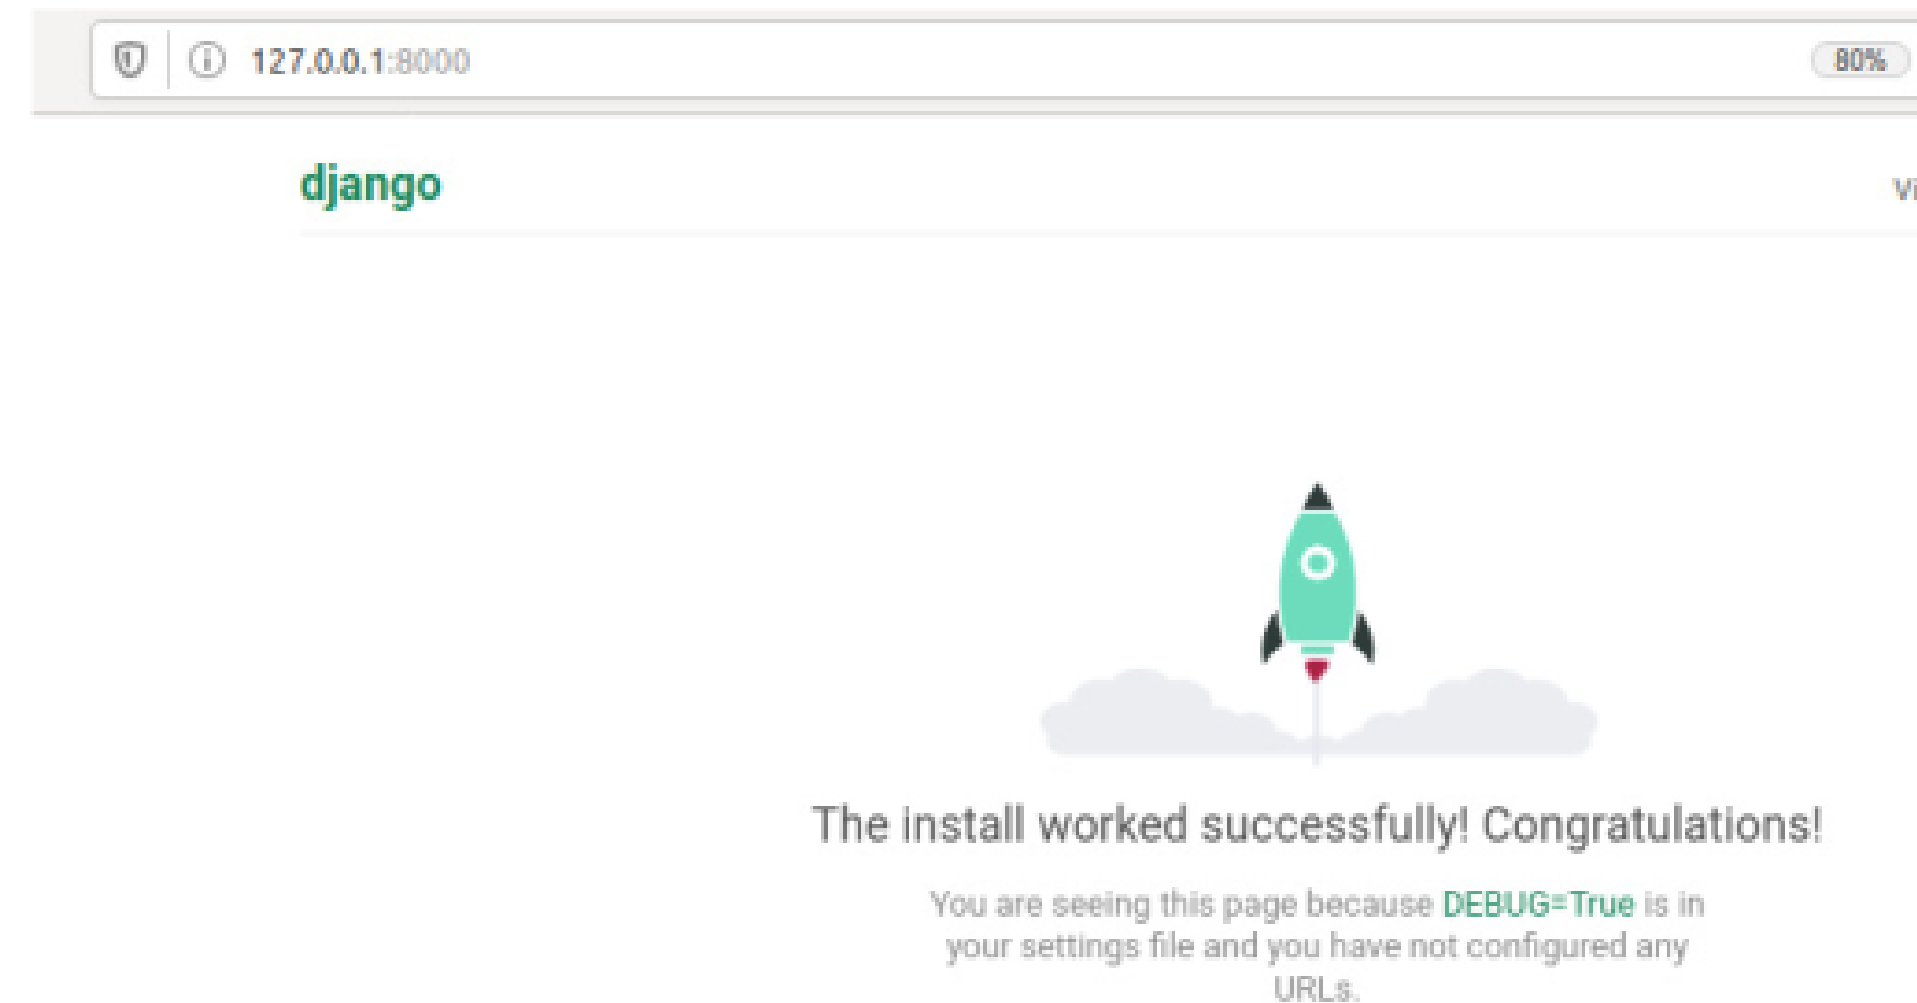 127.0.0.1:8000
80%
django
Vi
The install worked successfully! Congratulations!
You are seeing this page because DEBUG=True is in
your settings file and you have not configured any
URLs.